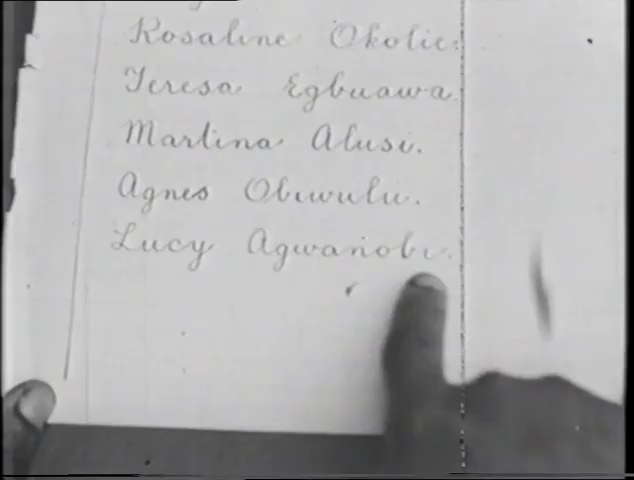 Rosaline Okolie.
Teresa Egbuawa.
Martina Alusi.
Agnes Obiwulu.
Lucy Agwanobi.